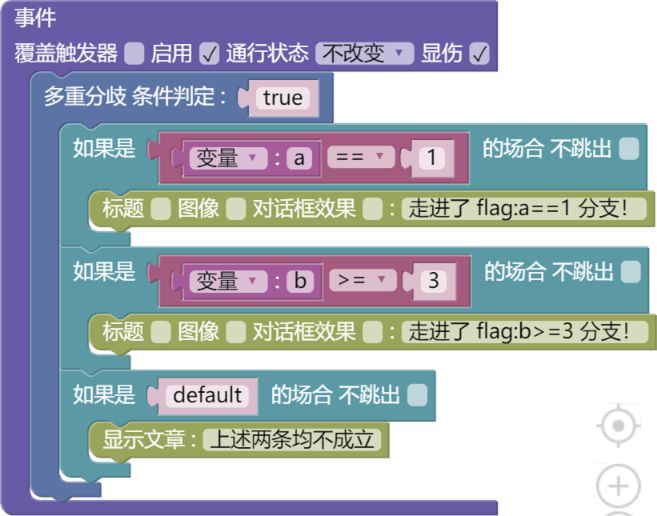 事件
覆盖触发器 启用 ✓ 通行状态 不改变 ▼ 显伤 ✓
多重分歧 条件判定: true
如果是 变量 ▼ : a == ▼ 1 的场合 不跳出
标题 图像 对话框效果 : 走进了 flag:a==1 分支!
如果是 变量 ▼ : b >= ▼ 3 的场合 不跳出
标题 图像 对话框效果 : 走进了 flag:b>=3 分支!
如果是 default 的场合 不跳出
显示文章: 上述两条均不成立